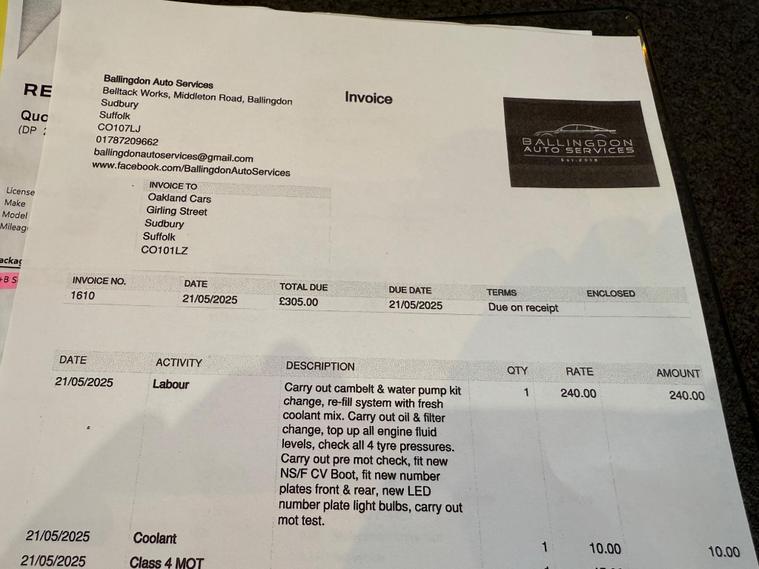 RE
Quo
(DP 2
License
Make
Model
Mileag
ackag
+B S
Ballingdon Auto Services
Belltack Works, Middleton Road, Ballingdon
Sudbury
Suffolk
CO107LJ
01787209662
ballingdonautoservices@gmail.com
www.facebook.com/BallingdonAutoServices
Invoice
BALLINGDON
AUTO SERVICES
INVOICE TO
Oakland Cars
Girling Street
Sudbury
Suffolk
CO101LZ
INVOICE NO. DATE TOTAL DUE DUE DATE TERMS ENCLOSED
1610 21/05/2025 £305.00 21/05/2025 Due on receipt
DATE ACTIVITY DESCRIPTION QTY RATE AMOUNT
21/05/2025 Labour Carry out cambelt & water pump kit 1 240.00 240.00
change, re-fill system with fresh
coolant mix. Carry out oil & filter
change, top up all engine fluid
levels, check all 4 tyre pressures.
Carry out pre mot check, fit new
NS/F CV Boot, fit new number
plates front & rear, new LED
number plate light bulbs, carry out
mot test.
21/05/2025 Coolant 1 10.00 10.00
21/05/2025 Class 4 MOT